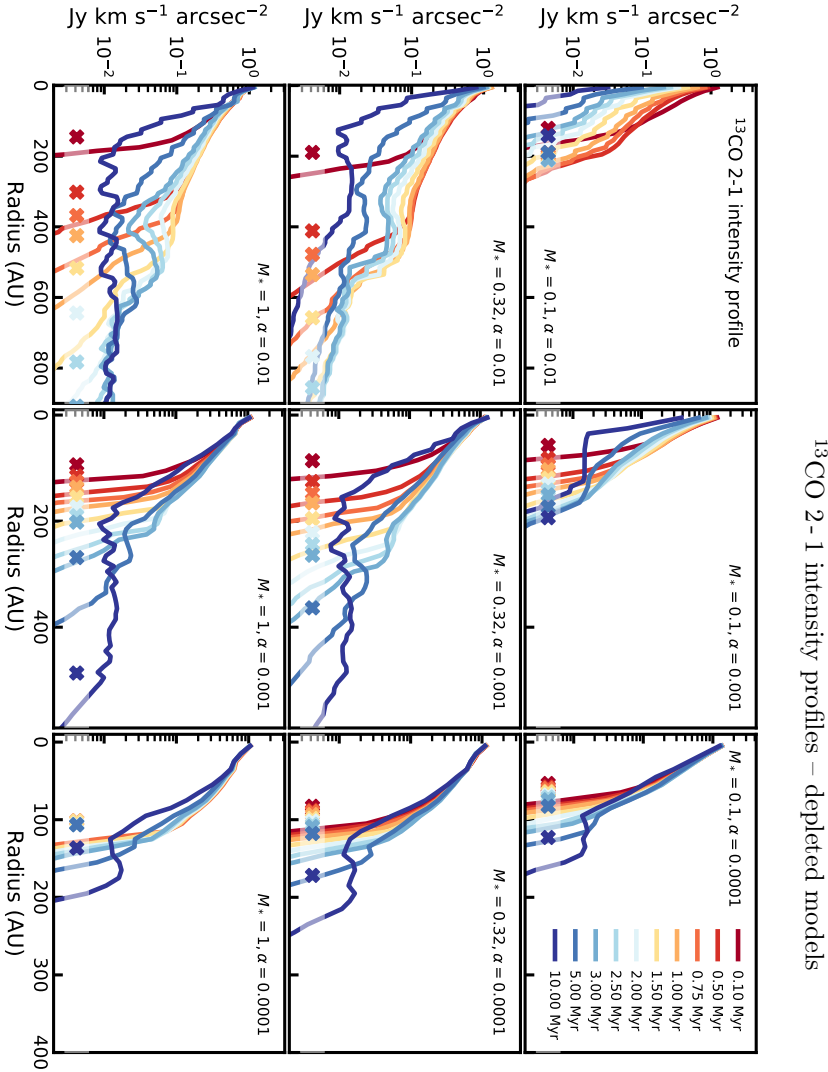 ¹³CO 2-1 intensity profiles – depleted models
¹³CO 2-1 intensity profile
M* = 0.1, α = 0.01
M* = 0.1, α = 0.001
M* = 0.1, α = 0.0001
0.10 Myr
0.50 Myr
0.75 Myr
1.00 Myr
1.50 Myr
2.00 Myr
2.50 Myr
3.00 Myr
5.00 Myr
10.00 Myr
Jy km s⁻¹ arcsec⁻²
10⁰
10⁻¹
10⁻²
M* = 0.32, α = 0.01
M* = 0.32, α = 0.001
M* = 0.32, α = 0.0001
Jy km s⁻¹ arcsec⁻²
10⁰
10⁻¹
10⁻²
M* = 1, α = 0.01
M* = 1, α = 0.001
M* = 1, α = 0.0001
Jy km s⁻¹ arcsec⁻²
10⁰
10⁻¹
10⁻²
0 200 400 600 800
0 200 400
0 100 200 300 400
Radius (AU)
Radius (AU)
Radius (AU)